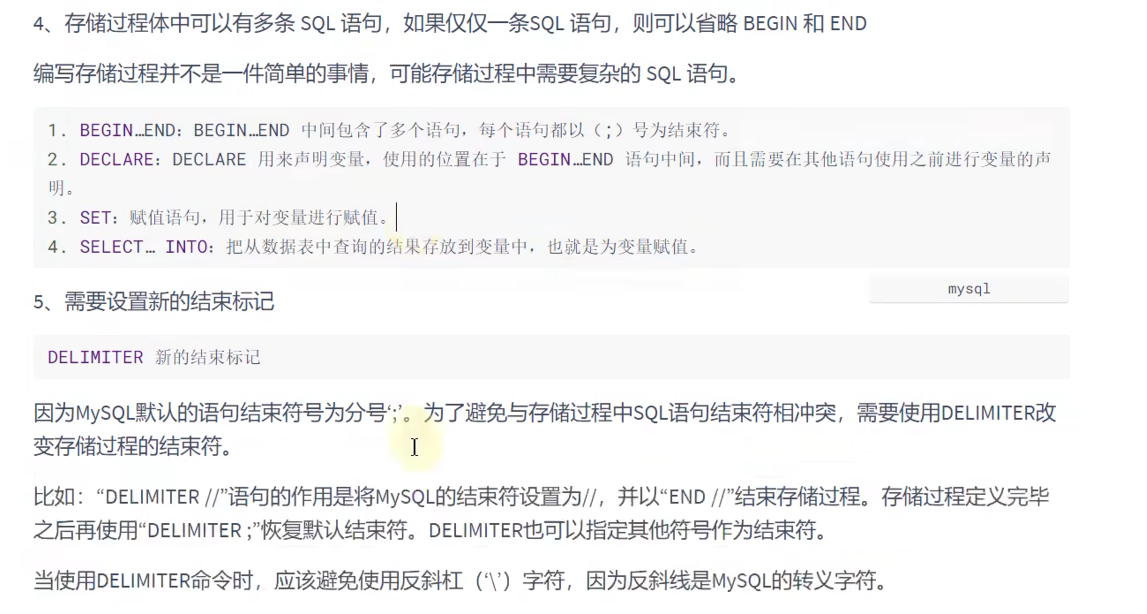 4、存储过程体中可以有多条 SQL 语句，如果仅仅一条SQL 语句，则可以省略 BEGIN 和 END
编写存储过程并不是一件简单的事情，可能存储过程中需要复杂的 SQL 语句。
1. BEGIN…END：BEGIN…END 中间包含了多个语句，每个语句都以（;）号为结束符。
2. DECLARE：DECLARE 用来声明变量，使用的位置在于 BEGIN…END 语句中间，而且需要在其他语句使用之前进行变量的声
明。
3. SET：赋值语句，用于对变量进行赋值。
4. SELECT… INTO：把从数据表中查询的结果存放到变量中，也就是为变量赋值。
mysql
5、需要设置新的结束标记
DELIMITER 新的结束标记
因为MySQL默认的语句结束符号为分号‘;’。为了避免与存储过程中SQL语句结束符相冲突，需要使用DELIMITER改
变存储过程的结束符。
比如：“DELIMITER //”语句的作用是将MySQL的结束符设置为//，并以“END //”结束存储过程。存储过程定义完毕
之后再使用“DELIMITER ;”恢复默认结束符。DELIMITER也可以指定其他符号作为结束符。
当使用DELIMITER命令时，应该避免使用反斜杠（‘\’）字符，因为反斜线是MySQL的转义字符。